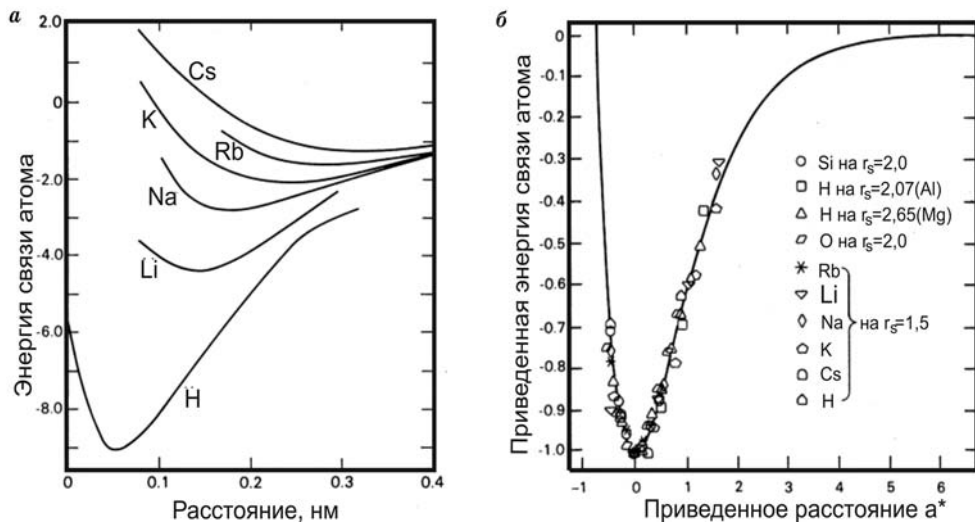 а
2.0
0
-2.0
-4.0
-6.0
-8.0
Энергия связи атома
Cs
K
Rb
Na
Li
H
0
0.1
0.2
0.3
0.4
Расстояние, нм
б
0
-0.1
-0.2
-0.3
-0.4
-0.5
-0.6
-0.7
-0.8
-0.9
-1.0
Приведенная энергия связи атома
Si на rs=2,0
H на rs=2,07(Al)
H на rs=2,65(Mg)
O на rs=2,0
Rb
Li
Na на rs=1,5
K
Cs
H
-1
0
1
2
3
4
5
6
Приведенное расстояние a*